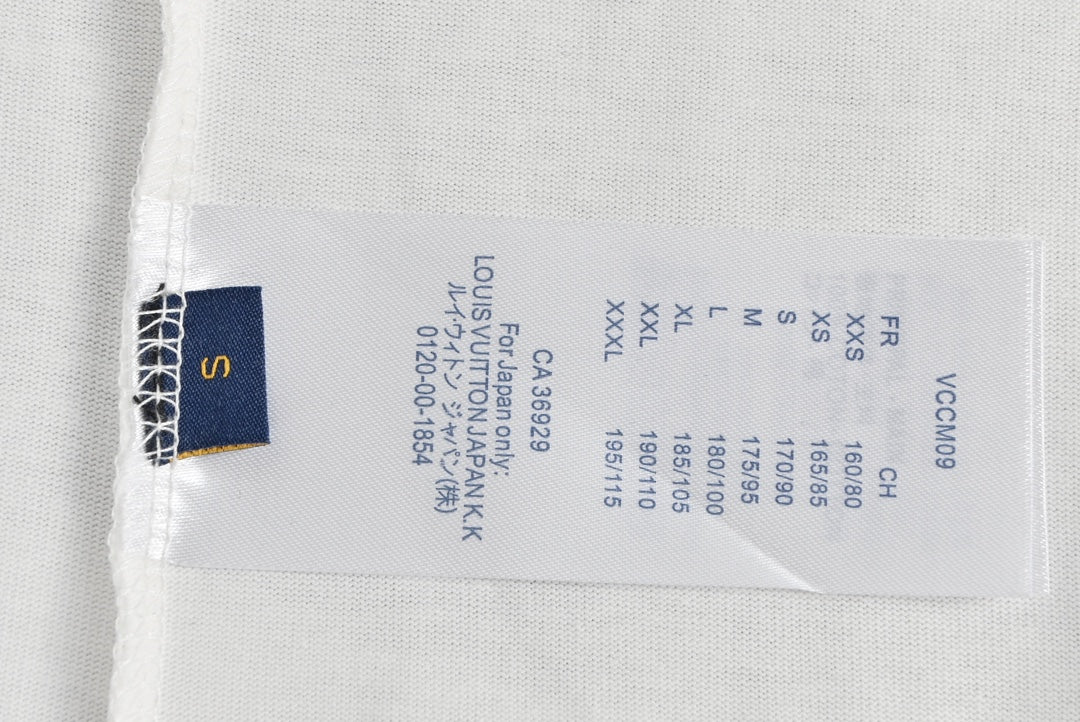 VCCM09
FR CH
XXS 160/80
XS 165/85
S 170/90
M 175/95
L 180/100
XL 185/105
XXL 190/110
XXXL 195/115
CA 36929
For Japan only:
LOUIS VUITTON JAPAN K.K
ルイ・ウィトン ジャパン(株)
0120-00-1854
S